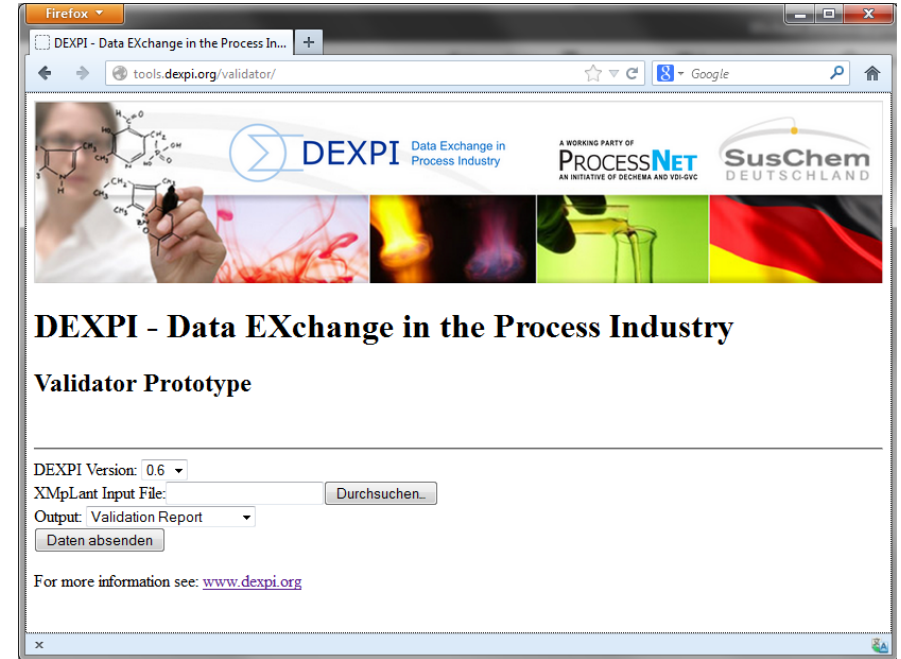 Firefox
DEXPI - Data EXchange in the Process In...
tools.dexpi.org/validator/
Google
DEXPI
Data Exchange in
Process Industry
A WORKING PARTY OF
PROCESSNET
AN INITIATIVE OF DECHEMA AND VDI-GVC
SusChem
DEUTSCHLAND
DEXPI - Data EXchange in the Process Industry
Validator Prototype
DEXPI Version: 0.6
XMpLant Input File: Durchsuchen...
Output: Validation Report
Daten absenden
For more information see: www.dexpi.org